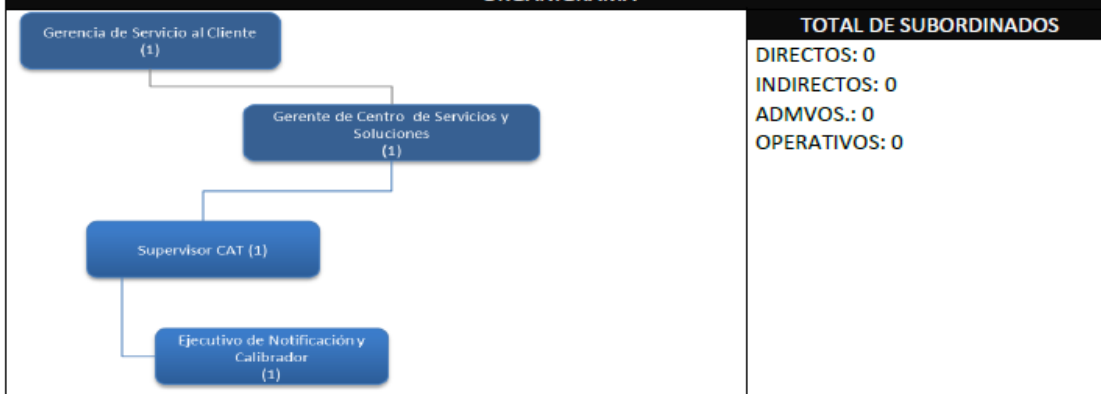 Gerencia de Servicio al Cliente
(1)
Gerente de Centro de Servicios y
Soluciones
(1)
Supervisor CAT (1)
Ejecutivo de Notificación y
Calibrador
(1)
TOTAL DE SUBORDINADOS
DIRECTOS: 0
INDIRECTOS: 0
ADMVOS.: 0
OPERATIVOS: 0